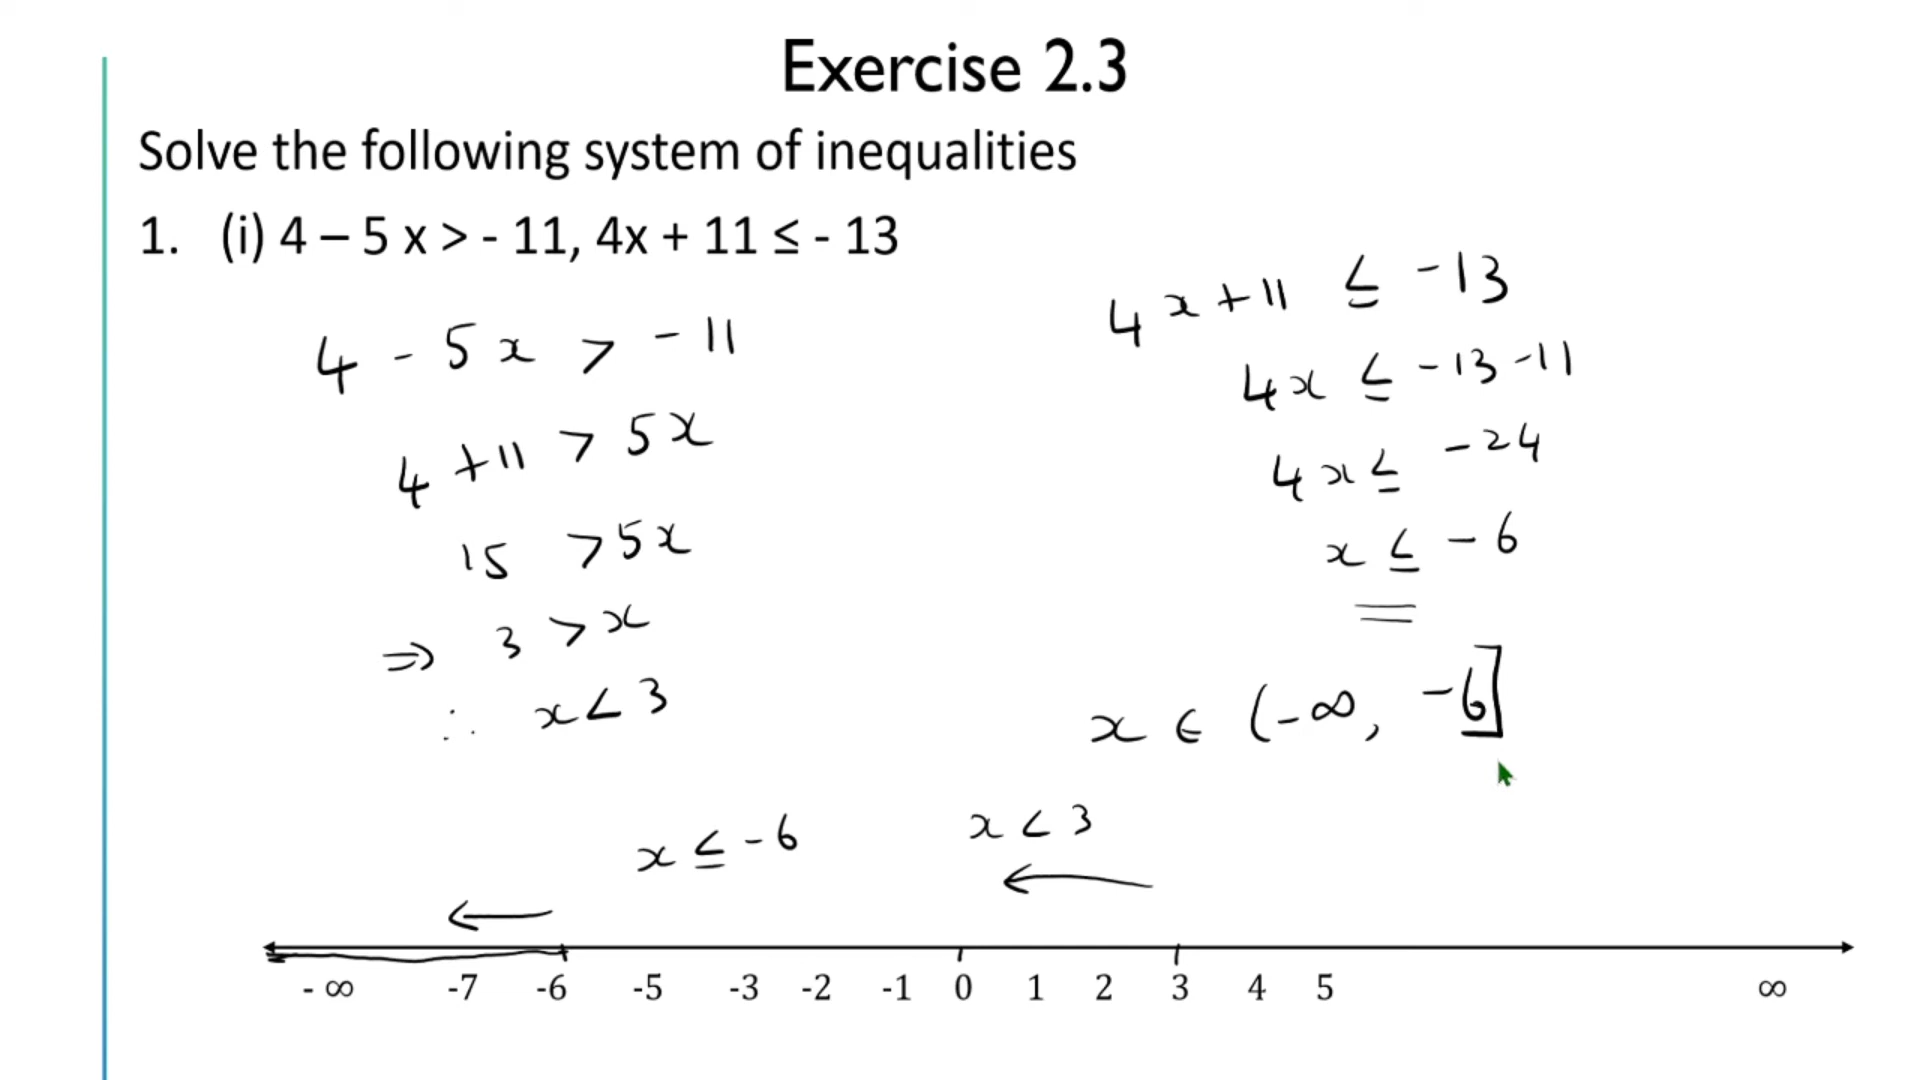 Exercise 2.3
Solve the following system of inequalities
1. (i) 4 – 5 x > - 11, 4x + 11 ≤ - 13
4 - 5x > -11
4 +11 > 5x
15 > 5x
⇒ 3 > x
∴ x < 3
4x + 11 ≤ -13
4x ≤ -13 -11
4x ≤ -24
x ≤ -6
x ∈ (-∞, -6]
x ≤ -6
x < 3
- ∞ -7 -6 -5 -3 -2 -1 0 1 2 3 4 5 ∞